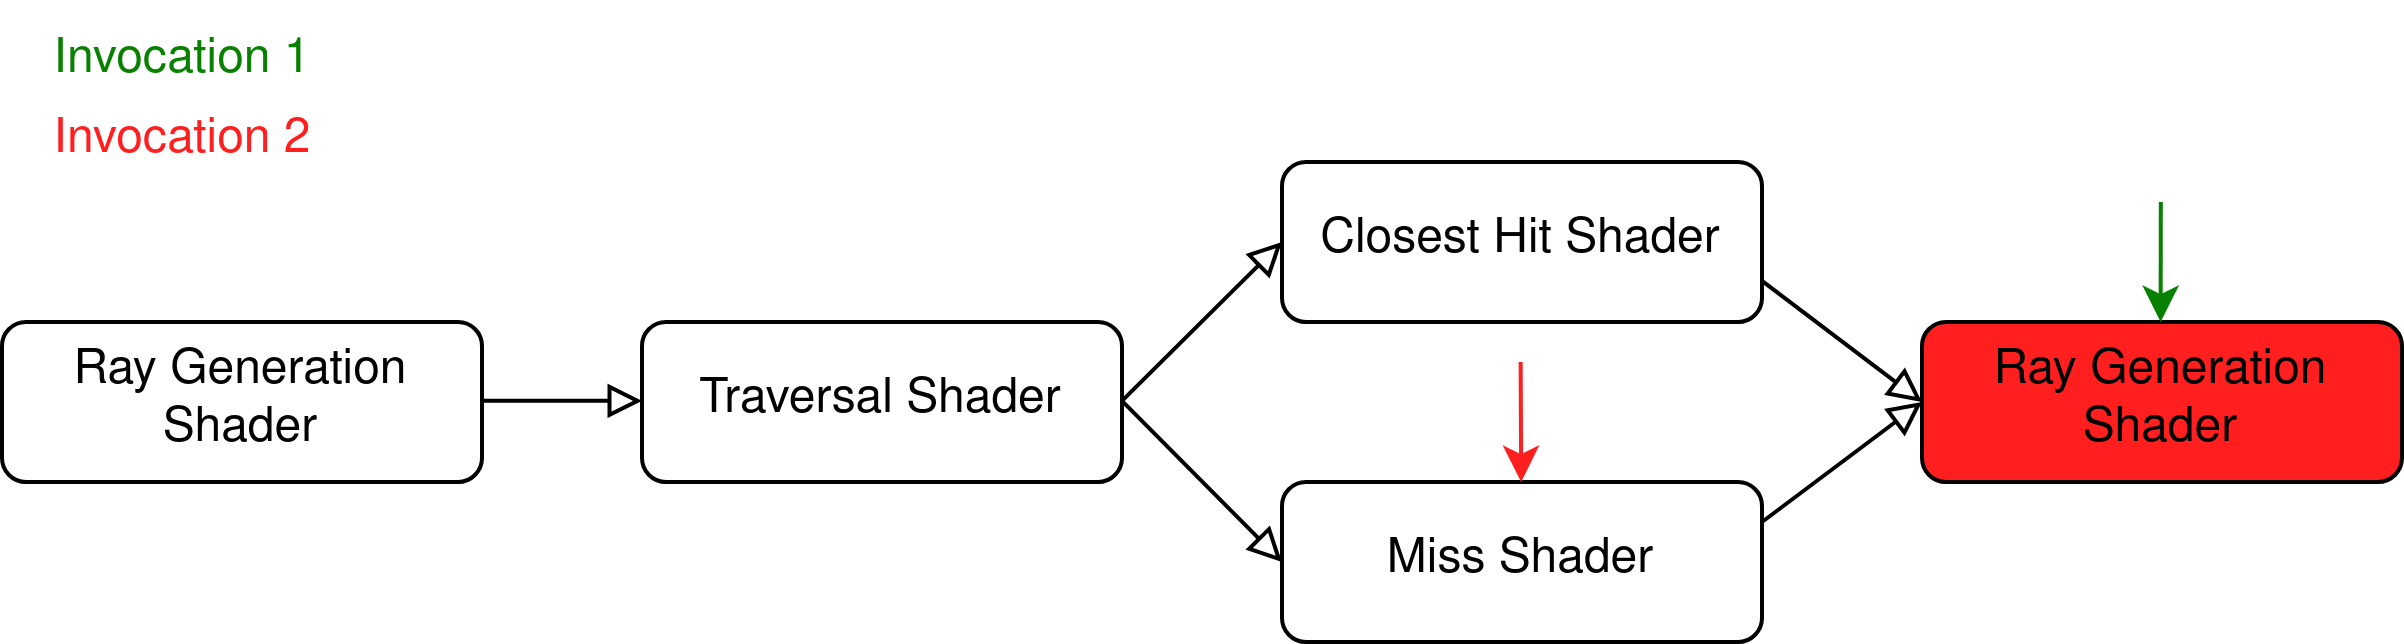 Invocation 1
Invocation 2
Closest Hit Shader
Ray Generation
Shader
Traversal Shader
Ray Generation
Shader
Miss Shader